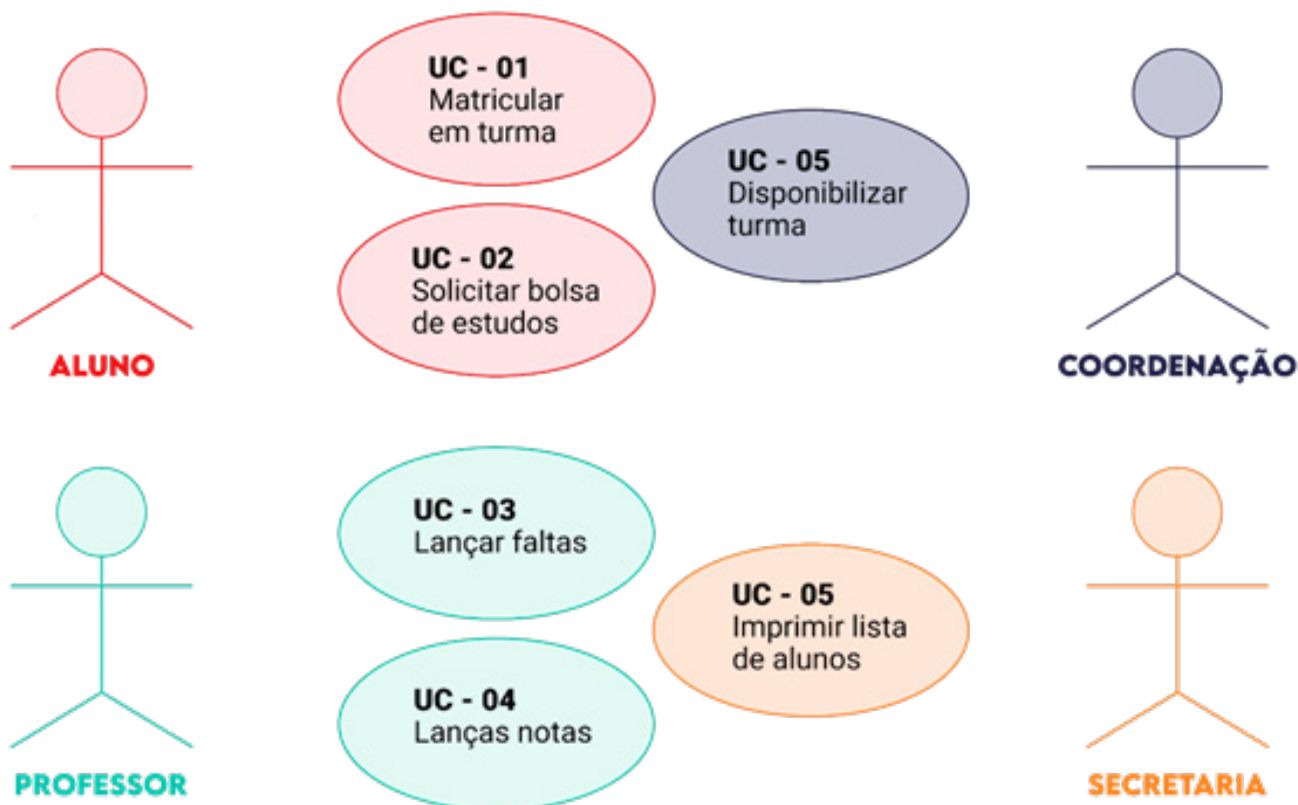 UC - 01
Matricular
em turma
UC - 05
Disponibilizar
turma
UC - 02
Solicitar bolsa
de estudos
ALUNO
COORDENAÇÃO
UC - 03
Lançar faltas
UC - 05
Imprimir lista
de alunos
UC - 04
Lanças notas
PROFESSOR
SECRETARIA